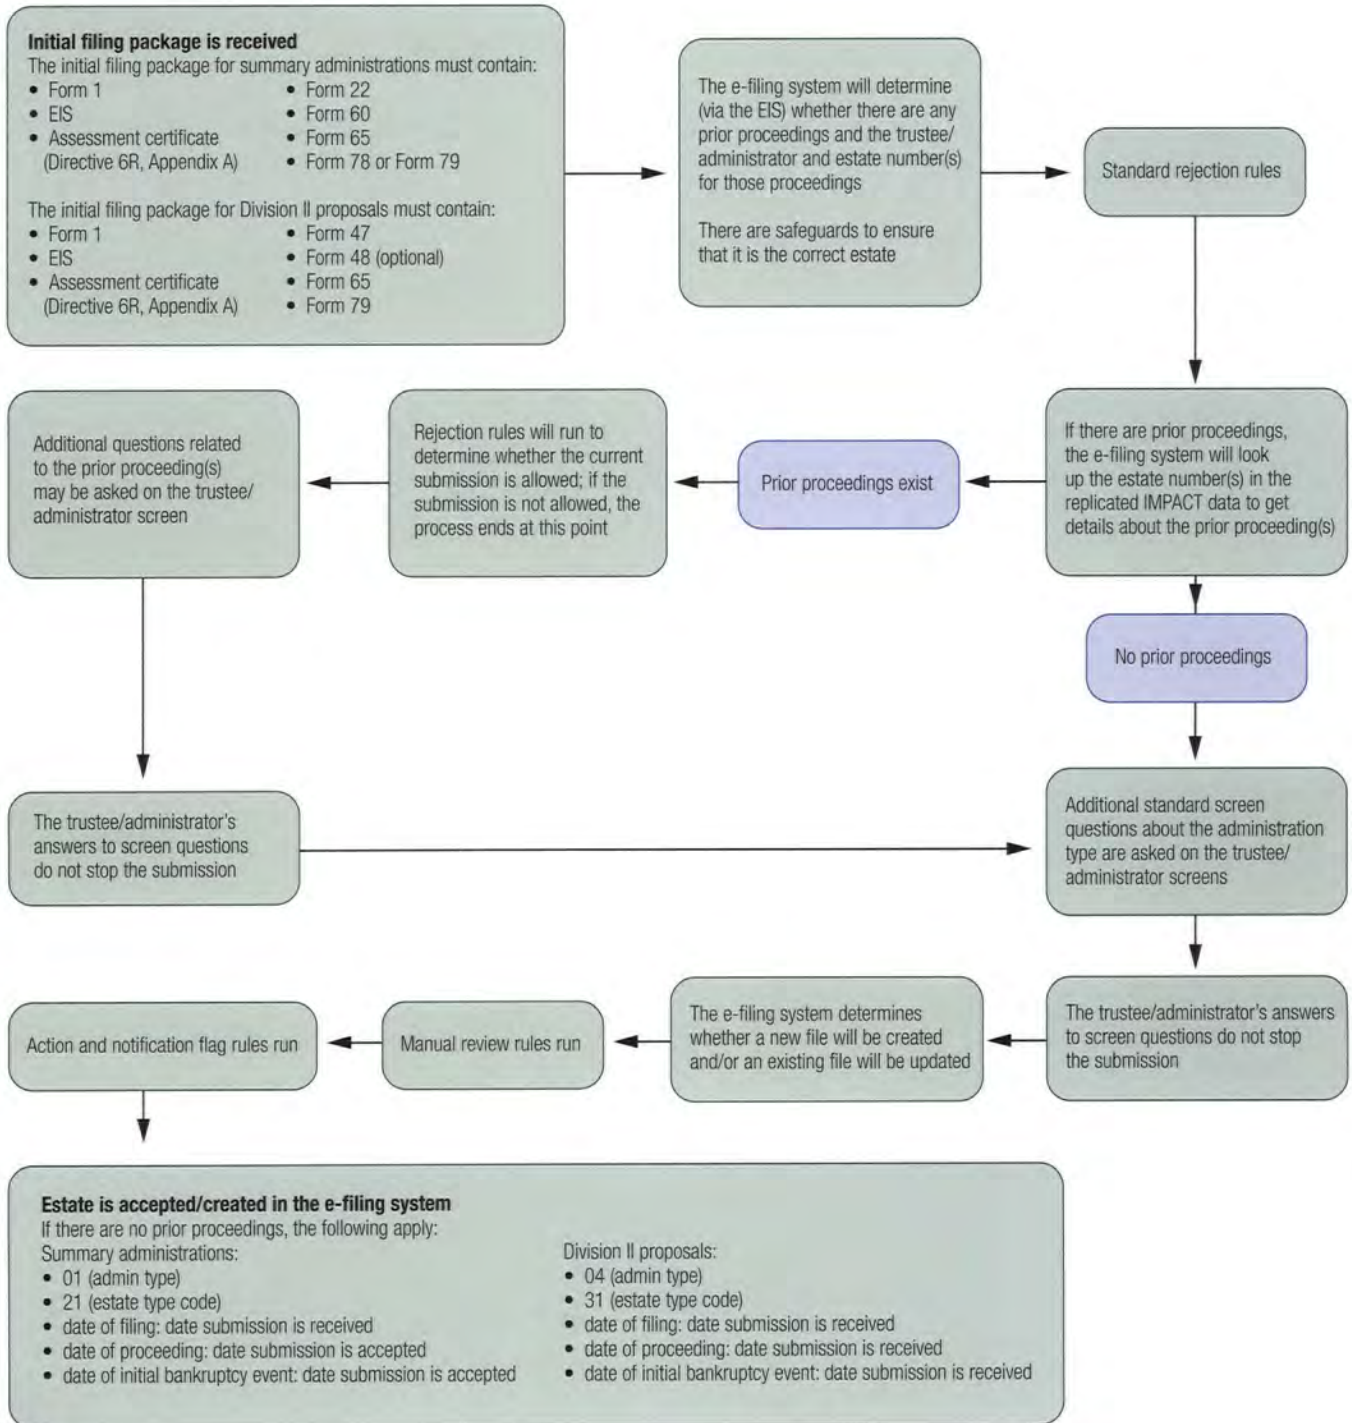 Initial filing package is received
The initial filing package for summary administrations must contain:
• Form 1
• EIS
• Assessment certificate
(Directive 6R, Appendix A)
• Form 22
• Form 60
• Form 65
• Form 78 or Form 79
The initial filing package for Division II proposals must contain:
• Form 1
• EIS
• Assessment certificate
(Directive 6R, Appendix A)
• Form 47
• Form 48 (optional)
• Form 65
• Form 79
The e-filing system will determine
(via the EIS) whether there are any
prior proceedings and the trustee/
administrator and estate number(s)
for those proceedings
There are safeguards to ensure
that it is the correct estate
Standard rejection rules
If there are prior proceedings,
the e-filing system will look
up the estate number(s) in the
replicated IMPACT data to get
details about the prior proceeding(s)
Prior proceedings exist
Rejection rules will run to
determine whether the current
submission is allowed; if the
submission is not allowed, the
process ends at this point
Additional questions related
to the prior proceeding(s)
may be asked on the trustee/
administrator screen
No prior proceedings
The trustee/administrator's
answers to screen questions
do not stop the submission
Additional standard screen
questions about the administration
type are asked on the trustee/
administrator screens
The trustee/administrator's answers
to screen questions do not stop
the submission
The e-filing system determines
whether a new file will be created
and/or an existing file will be updated
Manual review rules run
Action and notification flag rules run
Estate is accepted/created in the e-filing system
If there are no prior proceedings, the following apply:
Summary administrations:
• 01 (admin type)
• 21 (estate type code)
• date of filing: date submission is received
• date of proceeding: date submission is accepted
• date of initial bankruptcy event: date submission is accepted
Division II proposals:
• 04 (admin type)
• 31 (estate type code)
• date of filing: date submission is received
• date of proceeding: date submission is received
• date of initial bankruptcy event: date submission is received